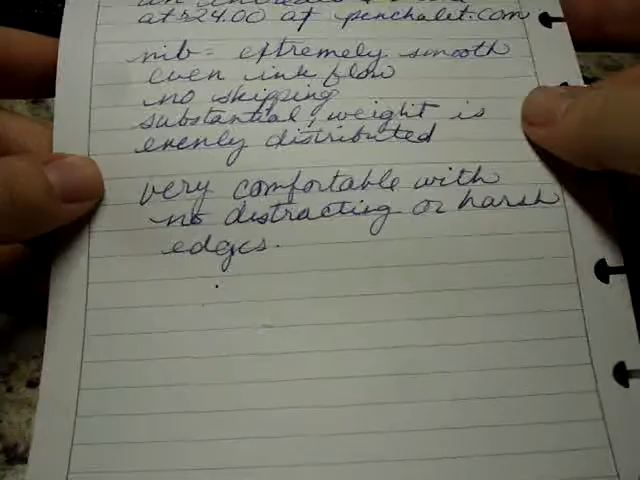 at $24.00 at penchalet.com
nib - extremely smooth
even ink flow
no skipping
substantial, weight is
evenly distributed
very comfortable with
no distracting or harsh
edges.